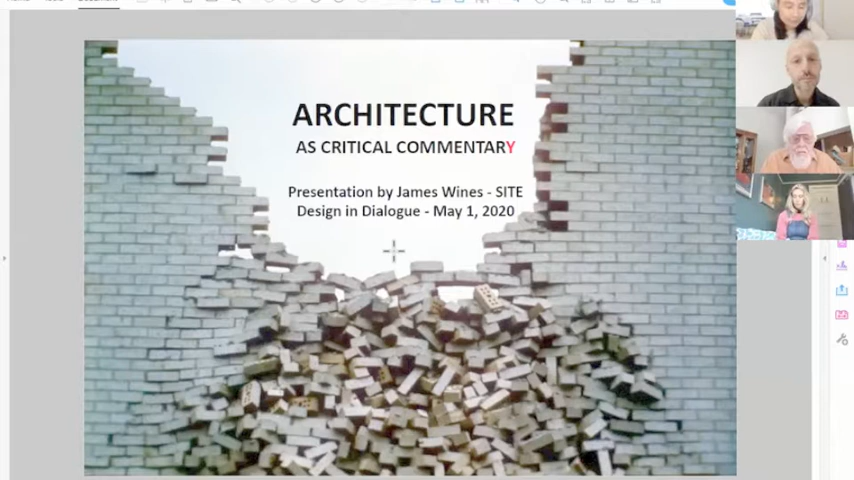 ARCHITECTURE
AS CRITICAL COMMENTARY
Presentation by James Wines - SITE
Design in Dialogue - May 1, 2020